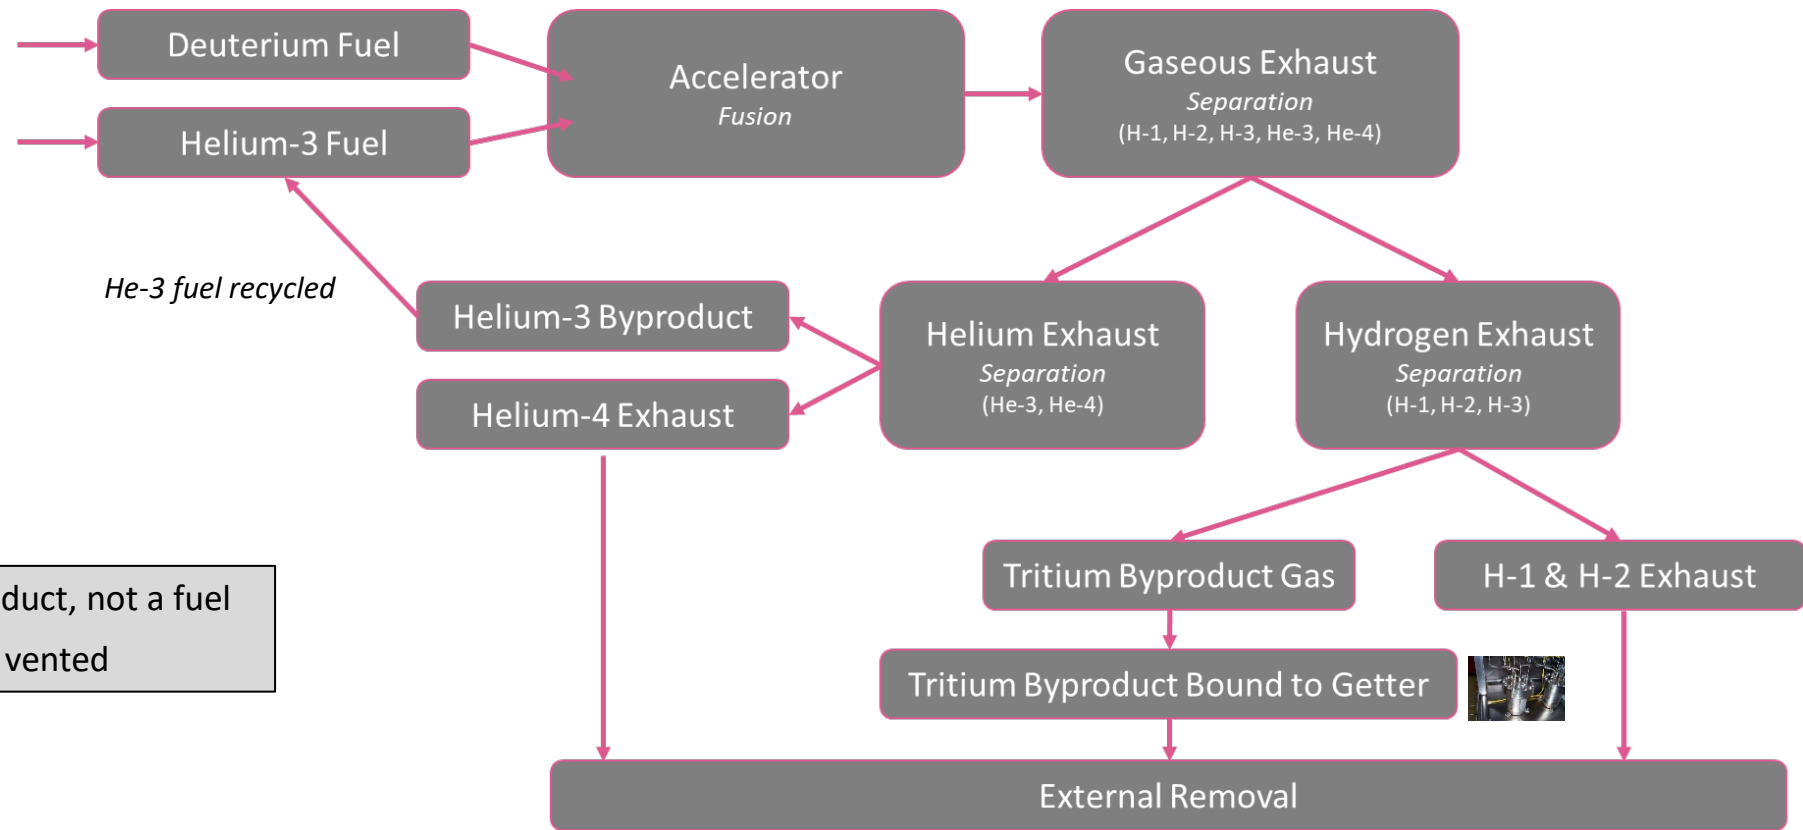 Deuterium Fuel
Helium-3 Fuel
Accelerator
Fusion
Gaseous Exhaust
Separation
(H-1, H-2, H-3, He-3, He-4)
He-3 fuel recycled
Helium-3 Byproduct
Helium-4 Exhaust
Helium Exhaust
Separation
(He-3, He-4)
Hydrogen Exhaust
Separation
(H-1, H-2, H-3)
Tritium Byproduct Gas
H-1 & H-2 Exhaust
duct, not a fuel
vented
Tritium Byproduct Bound to Getter
External Removal